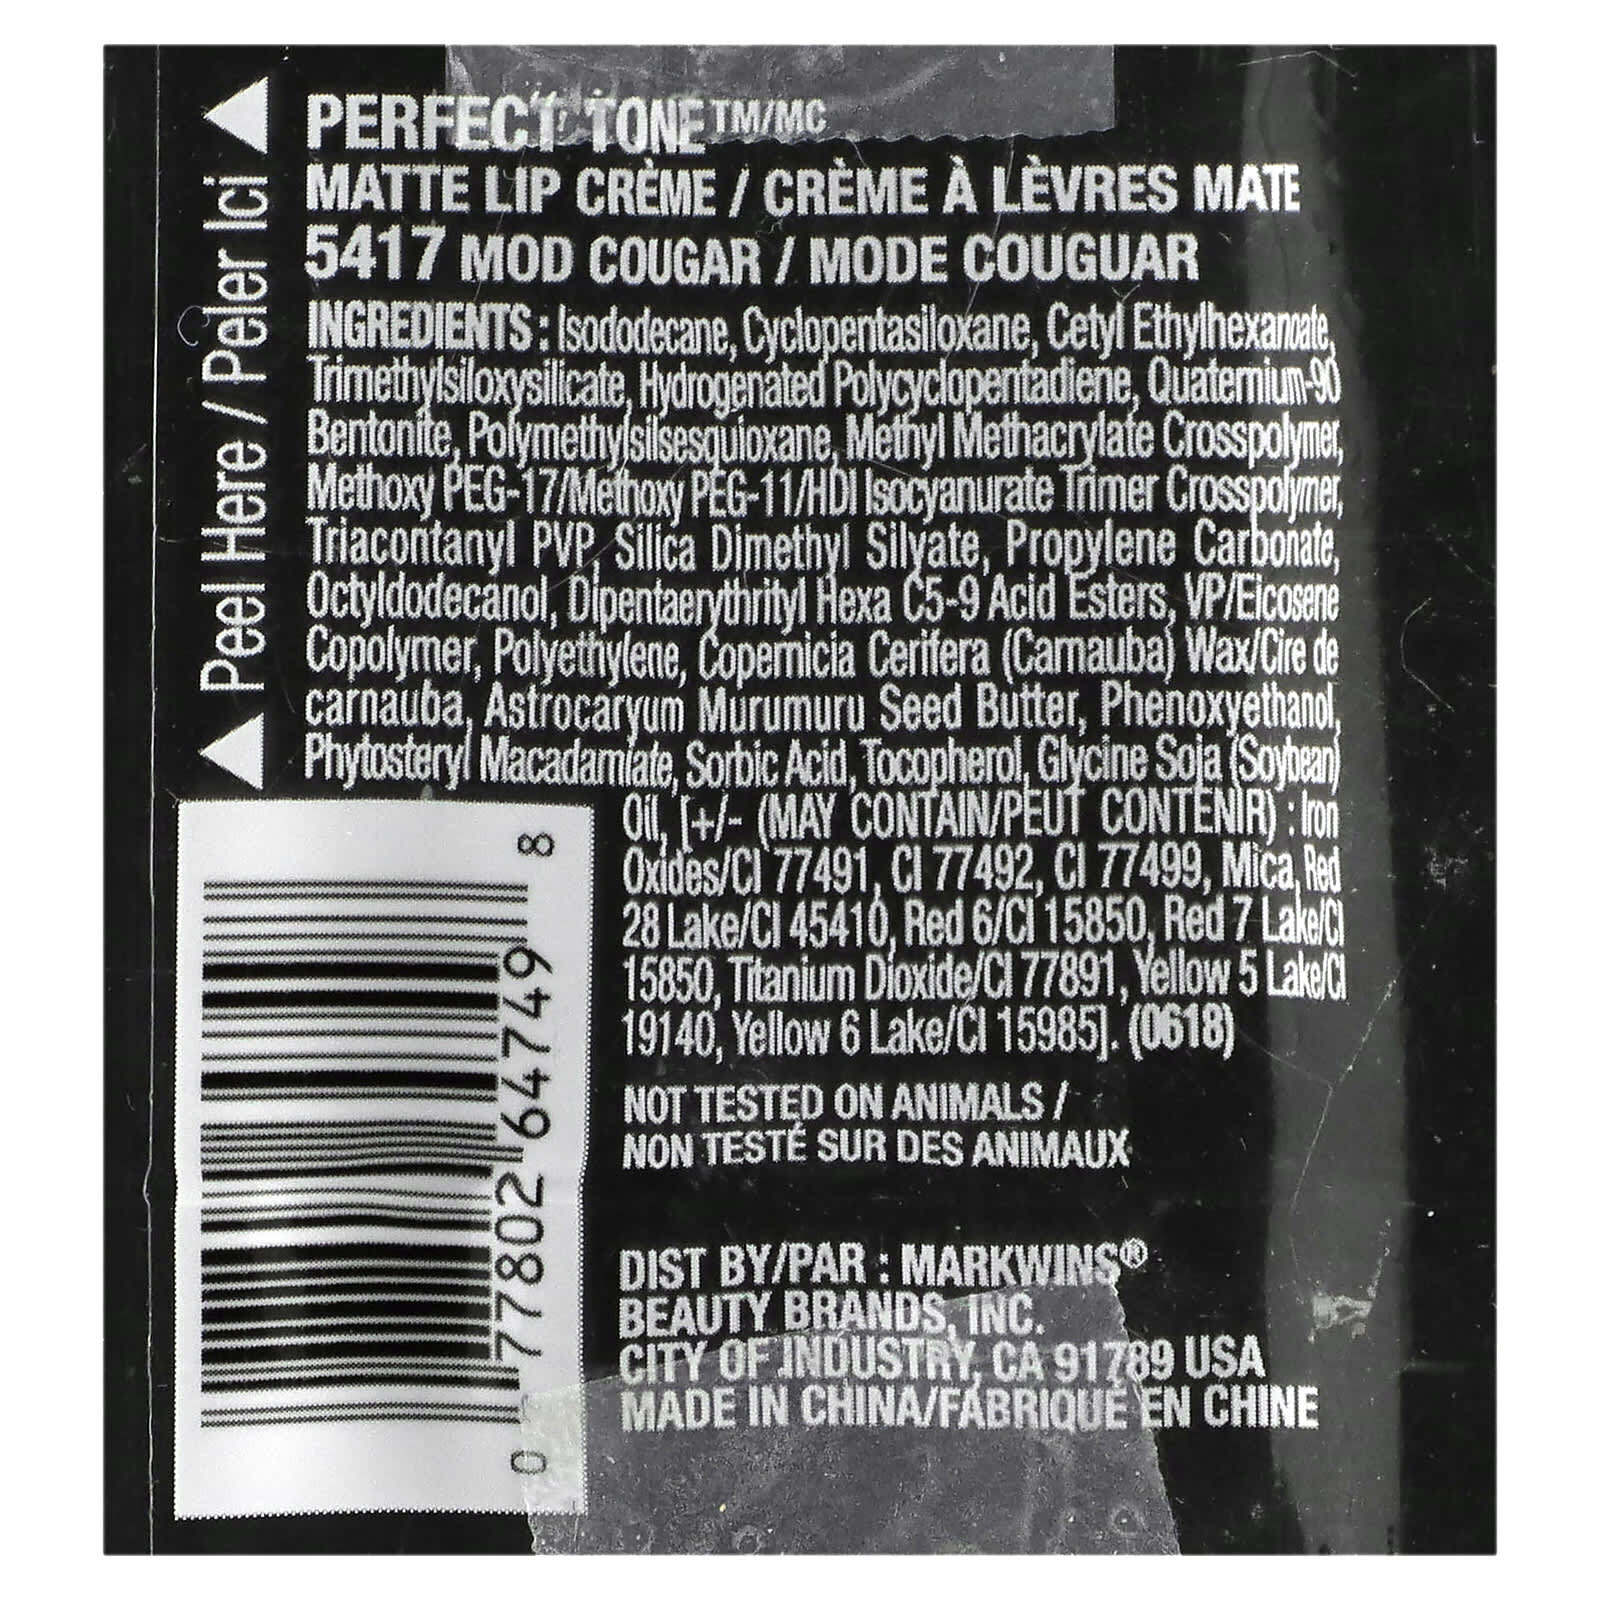 PERFECT TONE™/MC
MATTE LIP CRÈME / CRÈME À LÈVRES MATE
5417 MOD COUGAR / MODE COUGUAR
INGREDIENTS : Isododecane, Cyclopentasiloxane, Cetyl Ethylhexanoate,
Trimethylsiloxysilicate, Hydrogenated Polycyclopentadiene, Quaternium-90
Bentonite, Polymethylsilsesquioxane, Methyl Methacrylate Crosspolymer,
Methoxy PEG-17/Methoxy PEG-11/HDI Isocyanurate Trimer Crosspolymer,
Triacontanyl PVP, Silica Dimethyl Silyate, Propylene Carbonate,
Octyldodecanol, Dipentaerythrityl Hexa C5-9 Acid Esters, VP/Eicosene
Copolymer, Polyethylene, Copernicia Cerifera (Carnauba) Wax/Cire de
carnauba, Astrocaryum Murumuru Seed Butter, Phenoxyethanol,
Phytosteryl Macadamiate, Sorbic Acid, Tocopherol, Glycine Soja (Soybean)
Oil, [+/- (MAY CONTAIN/PEUT CONTENIR) : Iron
Oxides/CI 77491, CI 77492, CI 77499, Mica, Red
28 Lake/CI 45410, Red 6/CI 15850, Red 7 Lake/CI
15850, Titanium Dioxide/CI 77891, Yellow 5 Lake/CI
19140, Yellow 6 Lake/CI 15985]. (0618)
NOT TESTED ON ANIMALS /
NON TESTÉ SUR DES ANIMAUX
DIST BY/PAR : MARKWINS®
BEAUTY BRANDS, INC.
CITY OF INDUSTRY, CA 91789 USA
MADE IN CHINA/FABRIQUÉ EN CHINE
Peel Here / Peler Ici
0 77802 64749 8